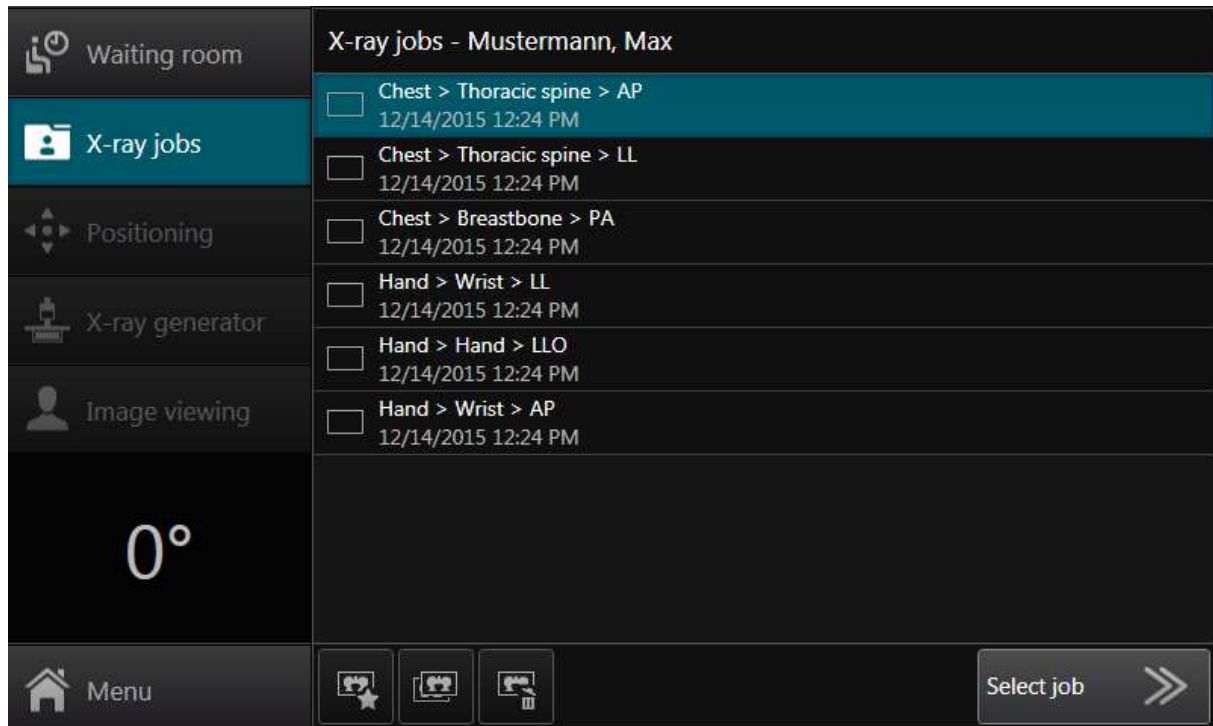 Waiting room
X-ray jobs
Positioning
X-ray generator
Image viewing
0°
Menu
X-ray jobs - Mustermann, Max
Chest > Thoracic spine > AP
12/14/2015 12:24 PM
Chest > Thoracic spine > LL
12/14/2015 12:24 PM
Chest > Breastbone > PA
12/14/2015 12:24 PM
Hand > Wrist > LL
12/14/2015 12:24 PM
Hand > Hand > LLO
12/14/2015 12:24 PM
Hand > Wrist > AP
12/14/2015 12:24 PM
Select job